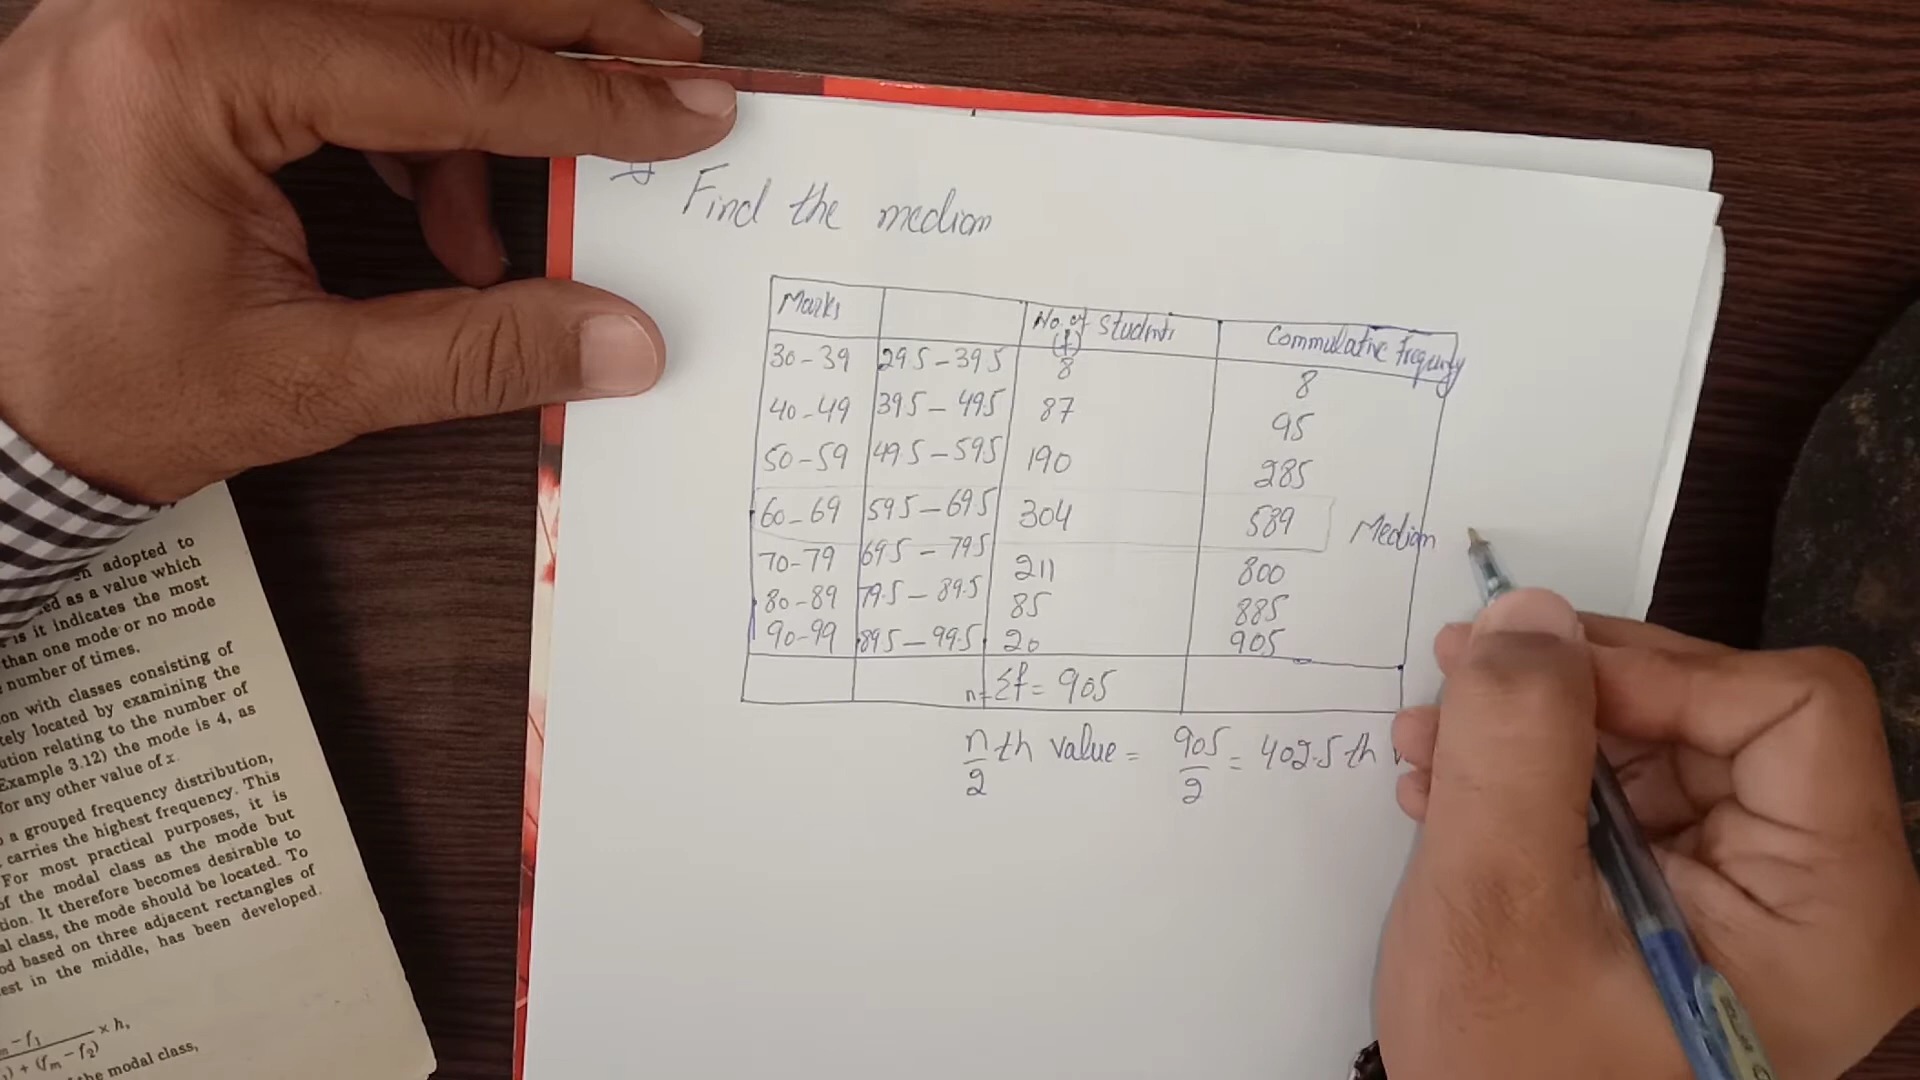 Find the median
Marks No. of Students (f) Commulative Frequency
30-39 29.5-39.5 8 8
40-49 39.5-49.5 87 95
50-59 49.5-59.5 190 285
60-69 59.5-69.5 304 589 Median
70-79 69.5-79.5 211 800
80-89 79.5-89.5 85 885
90-99 89.5-99.5 20 905
n=Σf= 905
n/2 th value = 905/2 = 402.5 th
adopted to
as a value which
is it indicates the most
than one mode or no mode
number of times.
with classes consisting of
located by examining the
relating to the number of
Example 3.12) the mode is 4, as
for any other value of x.
a grouped frequency distribution,
carries the highest frequency. This
For most practical purposes, it is
of the modal class as the mode but
It therefore becomes desirable to
class, the mode should be located. To
based on three adjacent rectangles of
in the middle, has been developed.
− f₁
× h,
) + (fₘ − f₂)
the modal class,